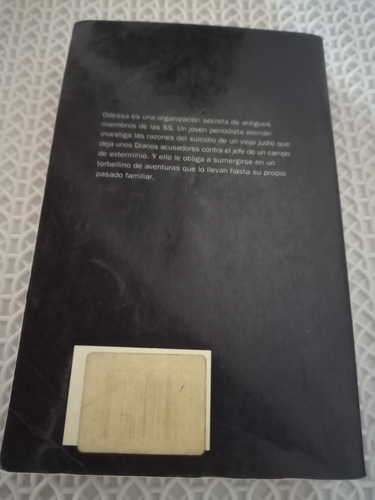 Odessa es una organización secreta de antiguos
miembros de las SS. Un joven periodista alemán
investiga las razones del suicidio de un viejo judío que
deja unos Diarios acusadores contra el jefe de un campo
de exterminio. Y ello le obliga a sumergirse en un
torbellino de aventuras que lo llevan hasta su propio
pasado familiar.